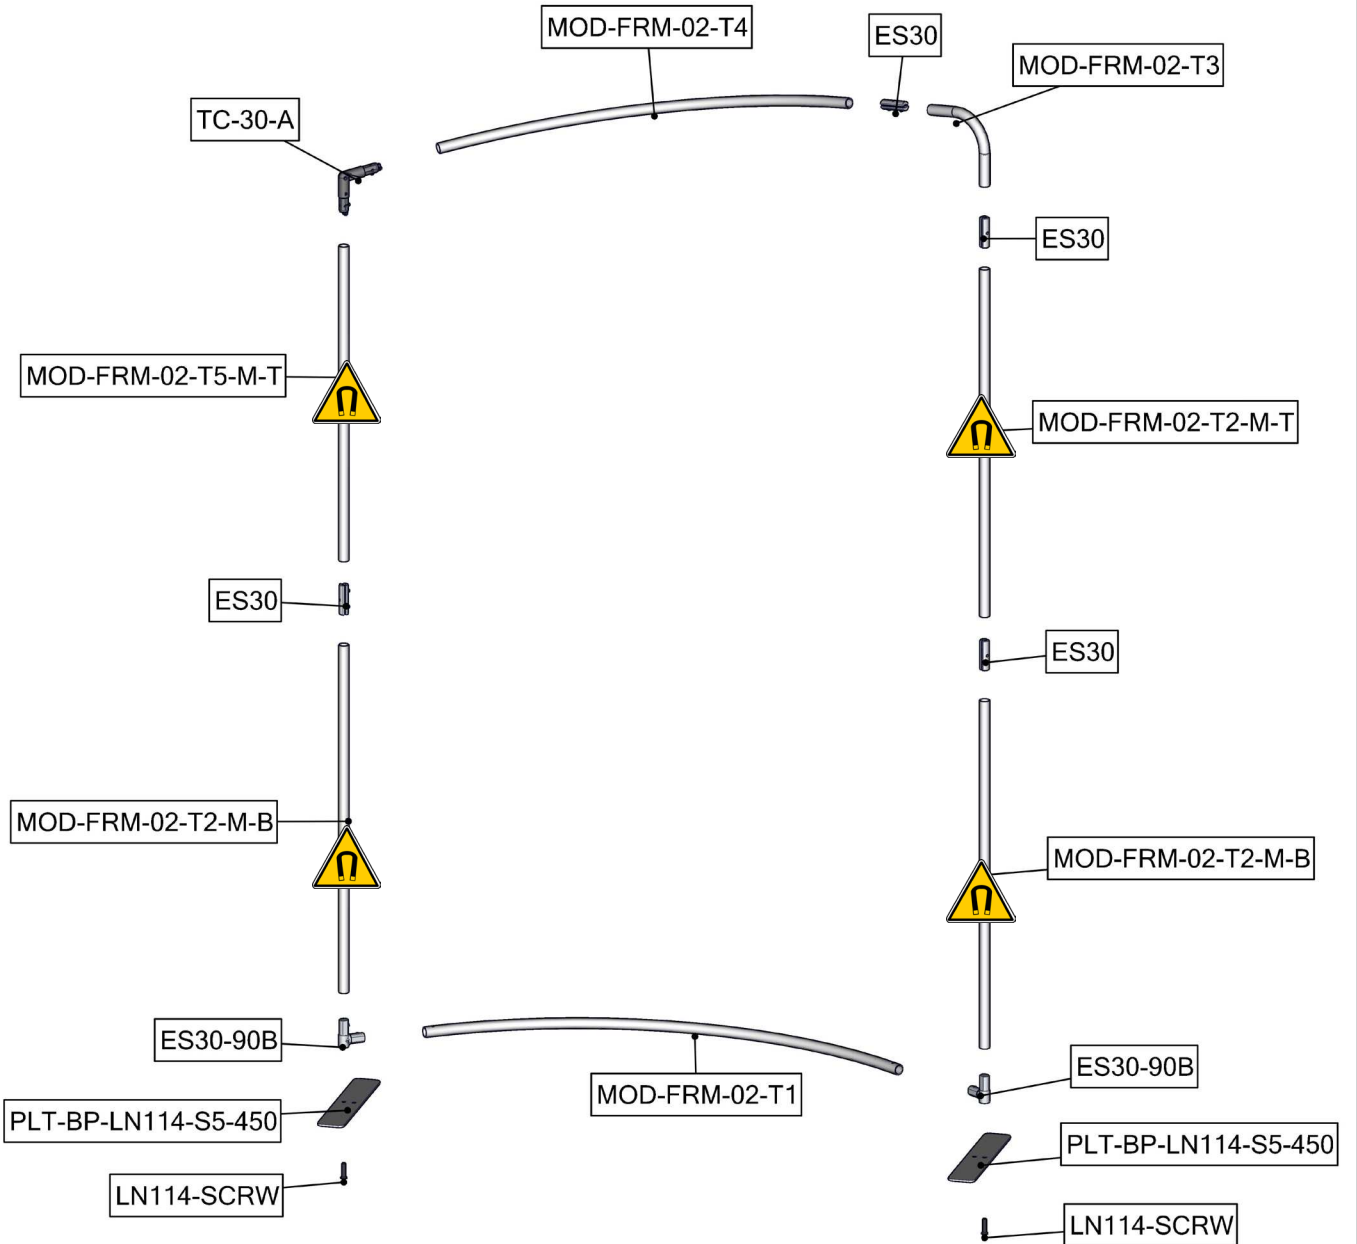 MOD-FRM-02-T4
ES30
MOD-FRM-02-T3
TC-30-A
ES30
MOD-FRM-02-T5-M-T
MOD-FRM-02-T2-M-T
ES30
ES30
MOD-FRM-02-T2-M-B
MOD-FRM-02-T2-M-B
ES30-90B
ES30-90B
MOD-FRM-02-T1
PLT-BP-LN114-S5-450
PLT-BP-LN114-S5-450
LN114-SCRW
LN114-SCRW